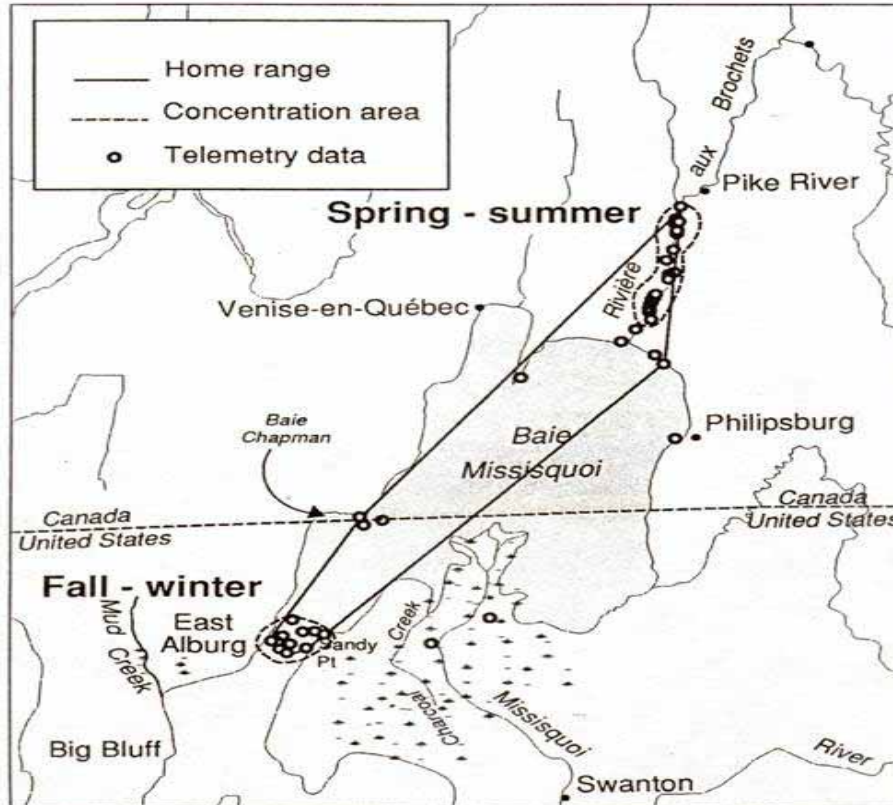 Home range
Concentration area
Telemetry data
Brochets
aux
Pike River
Spring - summer
Rivière
Venise-en-Québec
Baie
Chapman
Baie
Missisquoi
Philipsburg
Canada
United States
Canada
United States
Fall - winter
Mud
Creek
East
Alburg
Sandy
Pt
Creek
Charcoal
Missisquoi
River
Big Bluff
Swanton